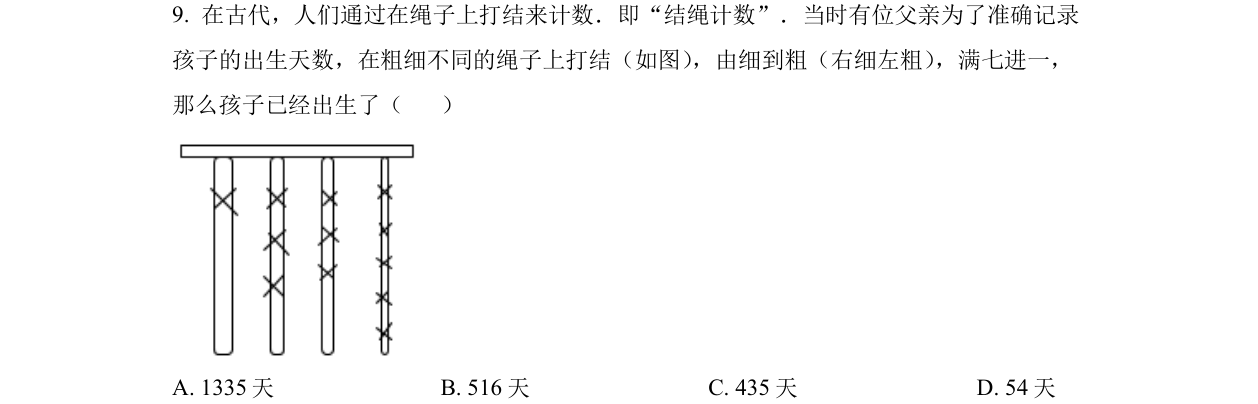 9. 在古代，人们通过在绳子上打结来计数．即“结绳计数”．当时有位父亲为了准确记录
孩子的出生天数，在粗细不同的绳子上打结（如图），由细到粗（右细左粗），满七进一，
那么孩子已经出生了（　　）
A. 1335 天 B. 516 天 C. 435 天 D. 54 天